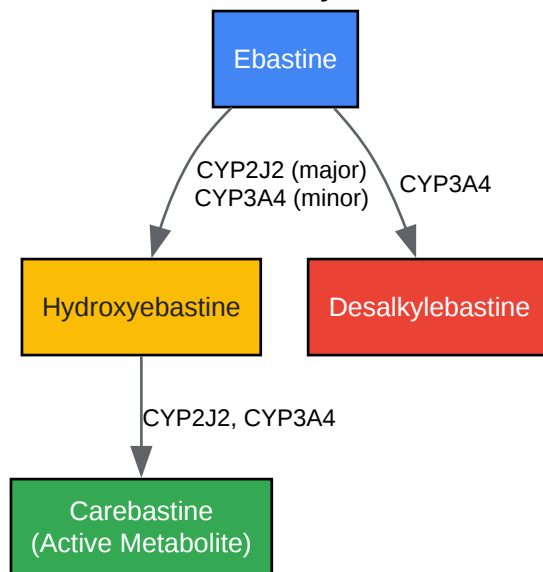 Ebastine
CYP2J2 (major)
CYP3A4 (minor)
CYP3A4
Hydroxyebastine
Desalkylebastine
CYP2J2, CYP3A4
Carebastine
(Active Metabolite)